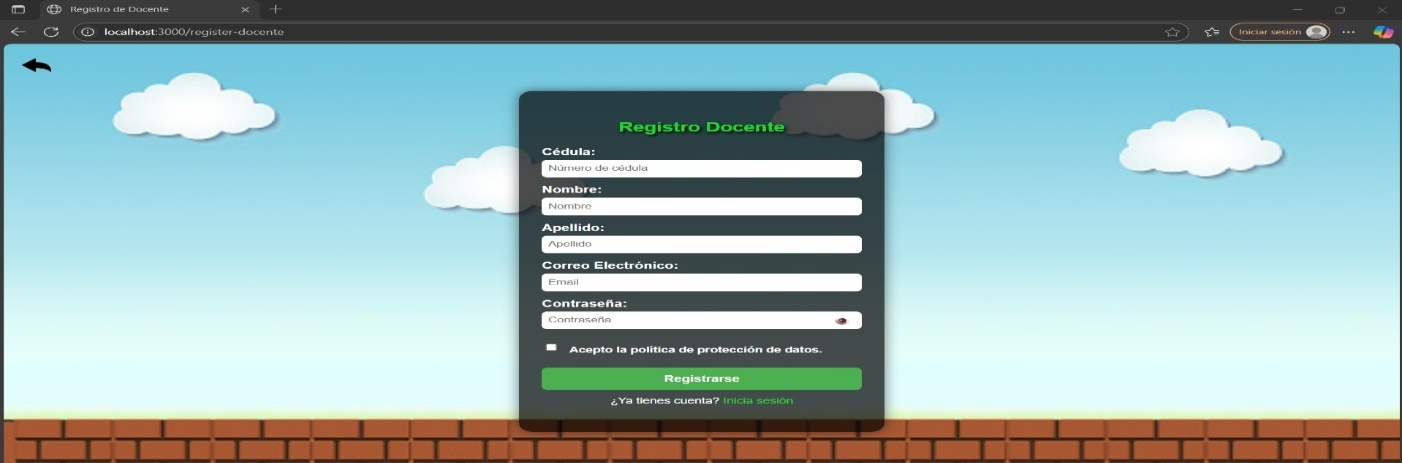 Registro de Docente
localhost:3000/register-docente
Iniciar sesión
Registro Docente
Cédula:
Número de cédula
Nombre:
Nombre
Apellido:
Apellido
Correo Electrónico:
Email
Contraseña:
Contraseña
Acepto la política de protección de datos.
Registrarse
¿Ya tienes cuenta? Inicia sesión